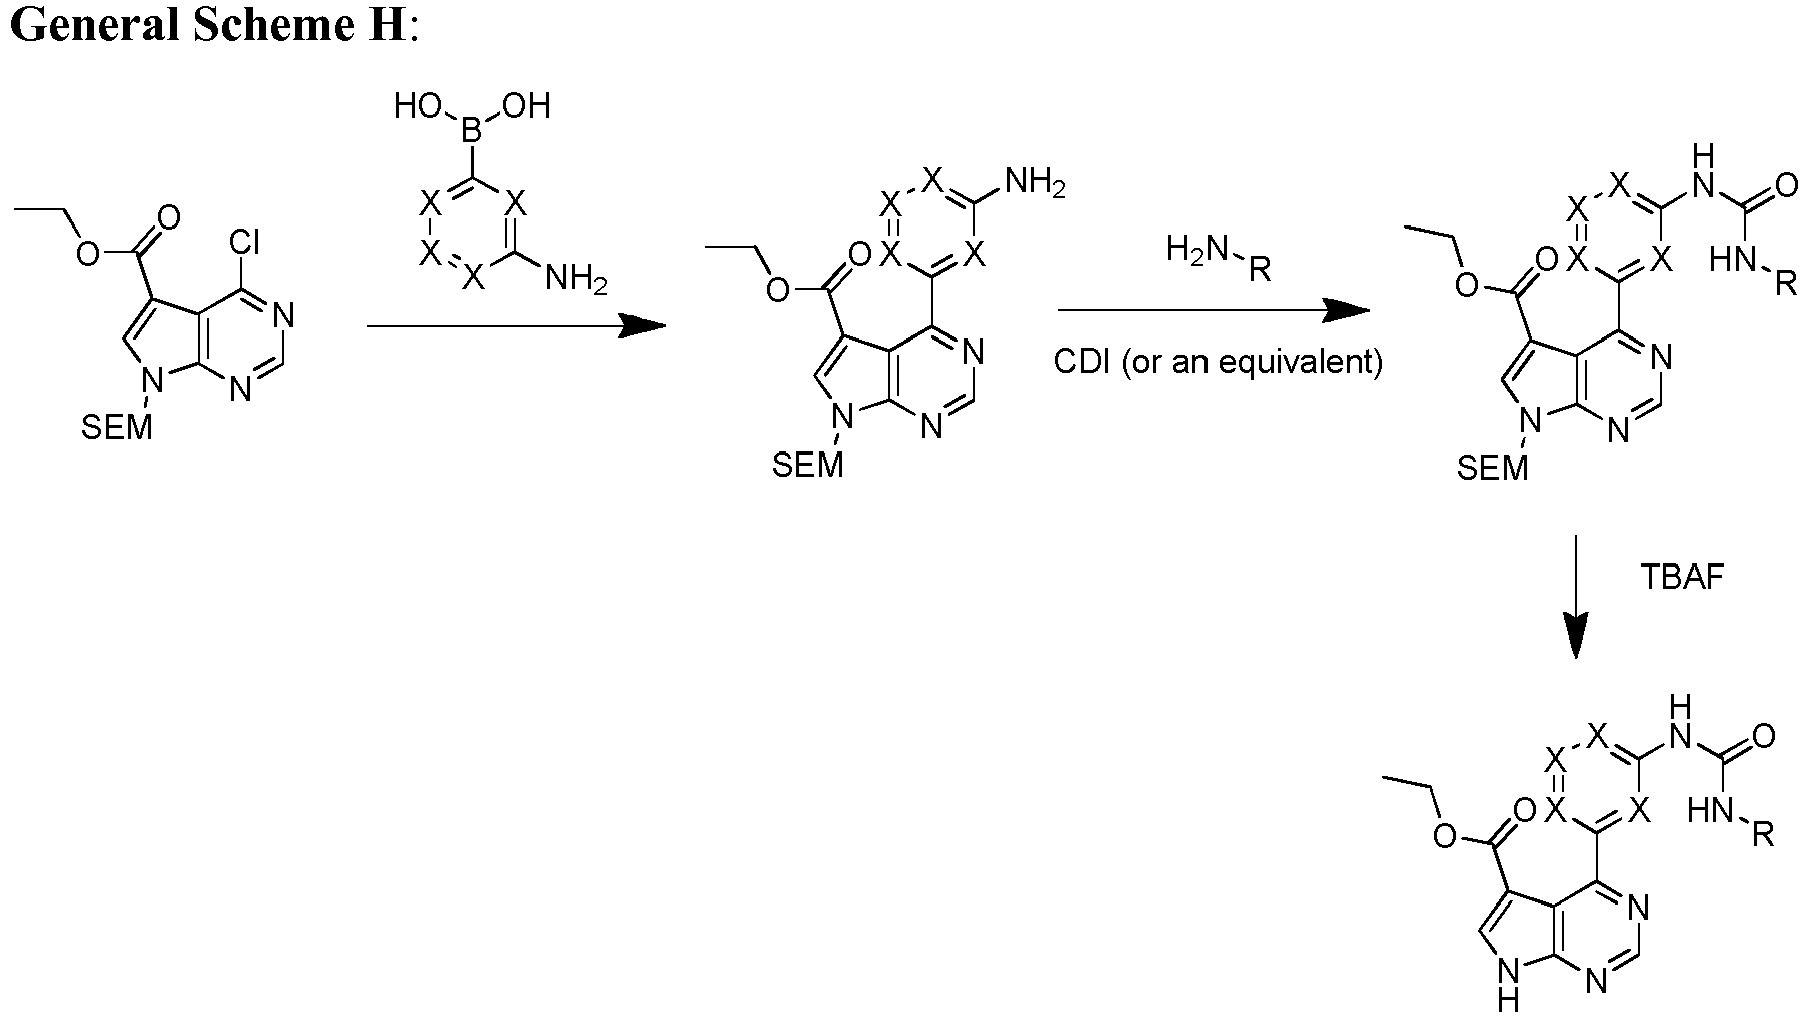 General Scheme H:
HO OH
B
X X
X X
NH2
O
O
Cl
N
N
N
SEM
X NH2
X
X X
O
O
N
N
N
SEM
H2N
R
CDI (or an equivalent)
H
X N O
X
X X HN
R
O
O
N
N
N
SEM
TBAF
H
X N O
X
X X HN
R
O
O
N
N
N
H